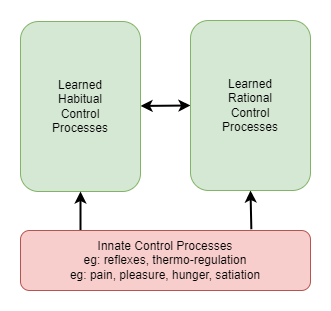 Learned
Habitual
Control
Processes
Learned
Rational
Control
Processes
Innate Control Processes
eg: reflexes, thermo-regulation
eg: pain, pleasure, hunger, satiation